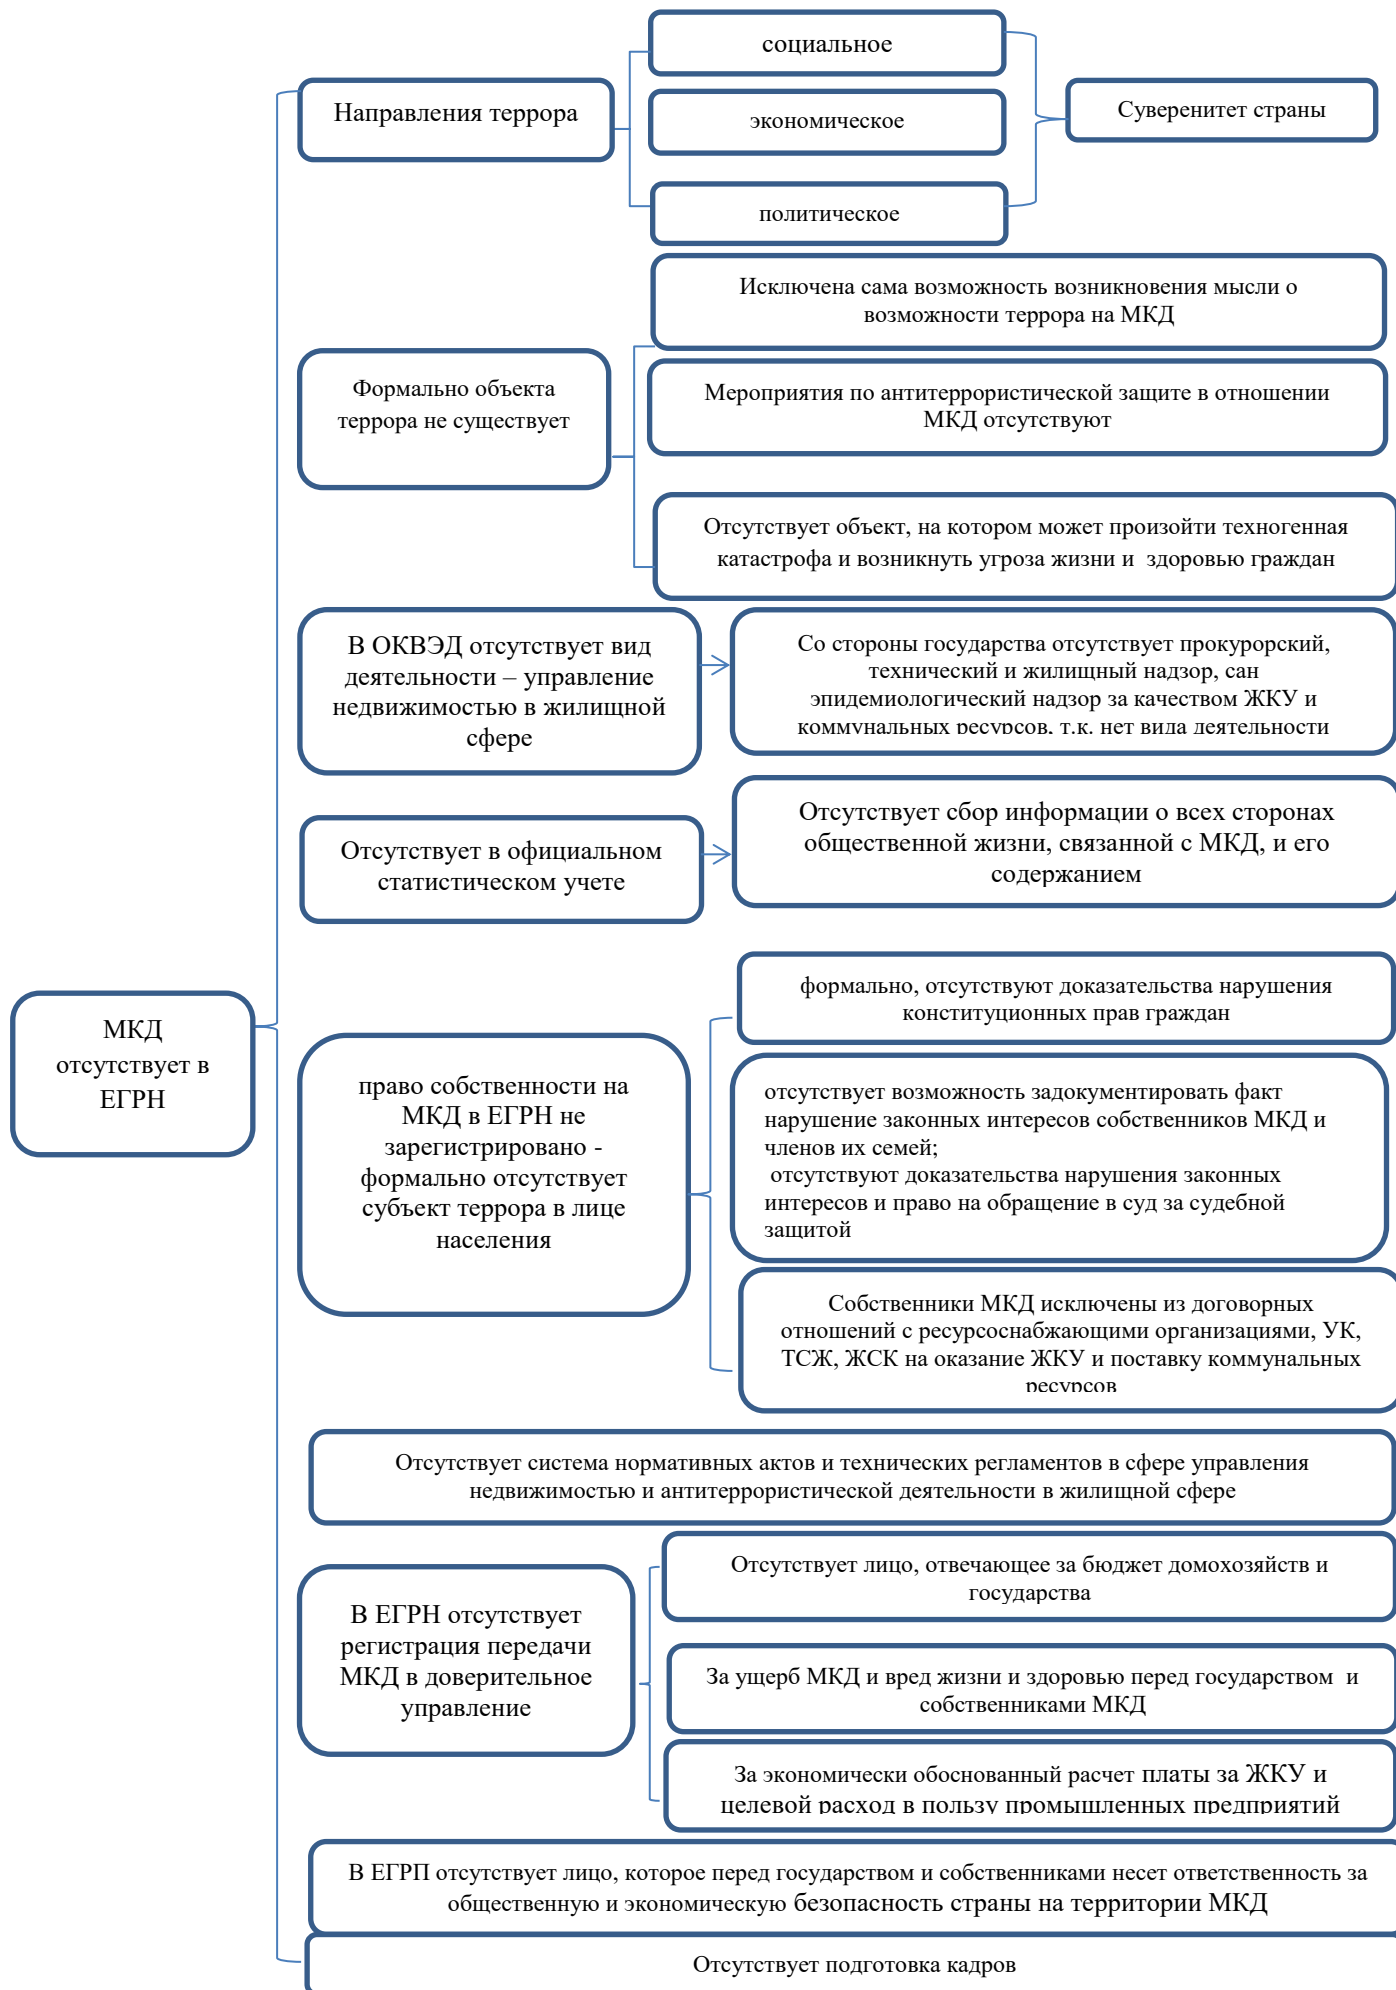 социальное
Направления террора
экономическое
Суверенитет страны
политическое
Исключена сама возможность возникновения мысли о
возможности террора на МКД
Формально объекта
террора не существует
Мероприятия по антитеррористической защите в отношении
МКД отсутствуют
Отсутствует объект, на котором может произойти техногенная
катастрофа и возникнуть угроза жизни и здоровью граждан
В ОКВЭД отсутствует вид
деятельности – управление
недвижимостью в жилищной
сфере
Со стороны государства отсутствует прокурорский,
технический и жилищный надзор, сан
эпидемиологический надзор за качеством ЖКУ и
коммунальных ресурсов, т.к. нет вида деятельности
Отсутствует в официальном
статистическом учете
Отсутствует сбор информации о всех сторонах
общественной жизни, связанной с МКД, и его
содержанием
МКД
отсутствует в
ЕГРН
право собственности на
МКД в ЕГРН не
зарегистрировано -
формально отсутствует
субъект террора в лице
населения
формально, отсутствуют доказательства нарушения
конституционных прав граждан
отсутствует возможность задокументировать факт
нарушение законных интересов собственников МКД и
членов их семей;
отсутствуют доказательства нарушения законных
интересов и право на обращение в суд за судебной
защитой
Собственники МКД исключены из договорных
отношений с ресурсоснабжающими организациями, УК,
ТСЖ, ЖСК на оказание ЖКУ и поставку коммунальных
ресурсов
Отсутствует система нормативных актов и технических регламентов в сфере управления
недвижимостью и антитеррористической деятельности в жилищной сфере
В ЕГРН отсутствует
регистрация передачи
МКД в доверительное
управление
Отсутствует лицо, отвечающее за бюджет домохозяйств и
государства
За ущерб МКД и вред жизни и здоровью перед государством и
собственниками МКД
За экономически обоснованный расчет платы за ЖКУ и
целевой расход в пользу промышленных предприятий
В ЕГРП отсутствует лицо, которое перед государством и собственниками несет ответственность за
общественную и экономическую безопасность страны на территории МКД
Отсутствует подготовка кадров